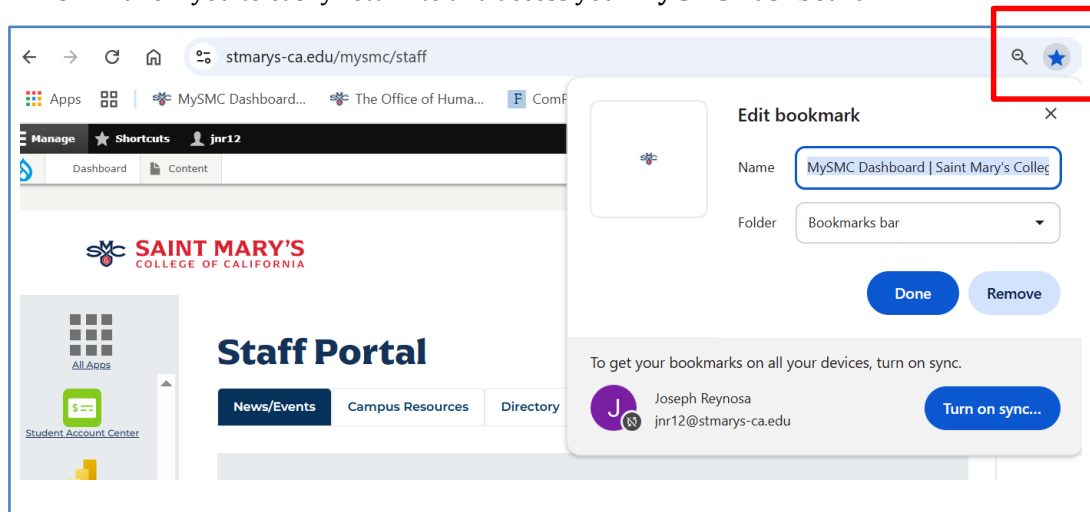 stmarys-ca.edu/mysmc/staff
Apps MySMC Dashboard... The Office of Huma... F
Manage Shortcuts jnr12
Dashboard Content
SMC SAINT MARY'S
COLLEGE OF CALIFORNIA
All Apps
Student Account Center
Staff Portal
News/Events Campus Resources Directory
Edit bookmark
Name MySMC Dashboard | Saint Mary's
Folder Bookmarks bar
Done Remove
To get your bookmarks on all your devices, turn on sync.
J Joseph Reynosa
jnr12@stmarys-ca.edu
Turn on sync...